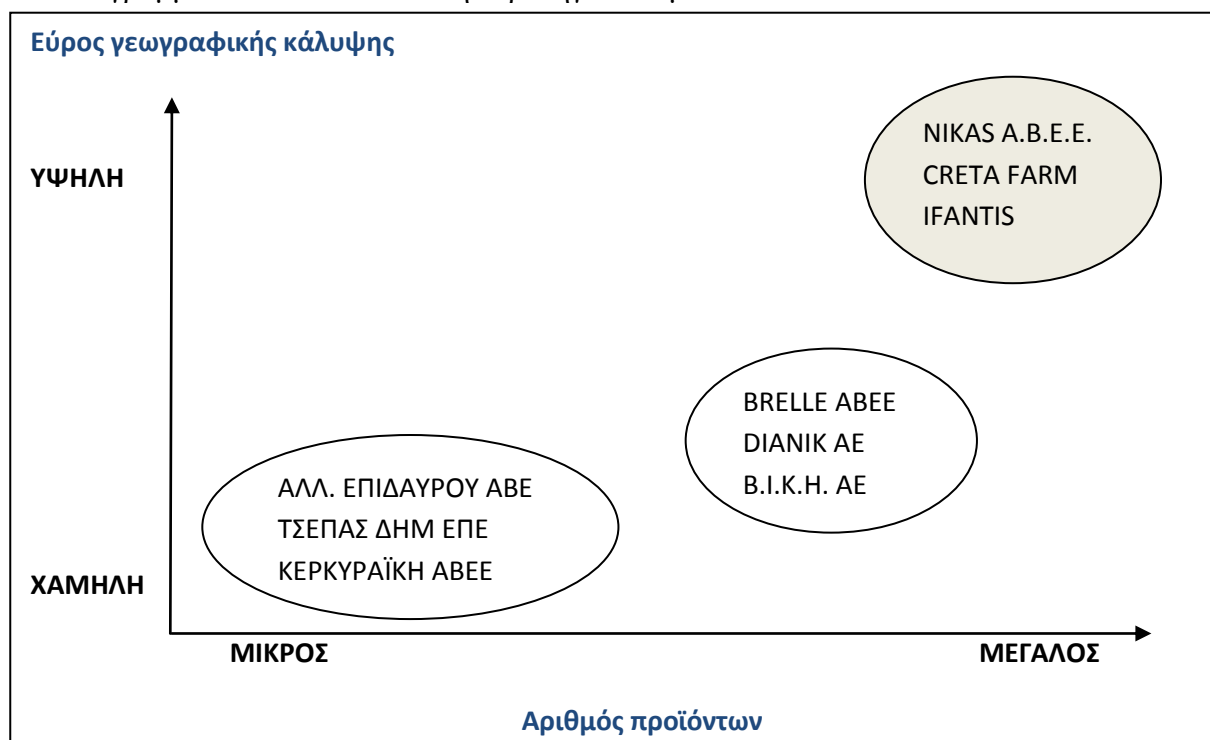 Εύρος γεωγραφικής κάλυψης
NIKAS A.B.E.E.
CRETA FARM
IFANTIS
ΥΨΗΛΗ
BRELLE ABEE
DIANIK AE
B.I.K.H. AE
ΑΛΛ. ΕΠΙΔΑΥΡΟΥ ΑΒΕ
ΤΣΕΠΑΣ ΔΗΜ ΕΠΕ
ΚΕΡΚΥΡΑΪΚΗ ΑΒΕΕ
ΧΑΜΗΛΗ
ΜΙΚΡΟΣ
ΜΕΓΑΛΟΣ
Αριθμός προϊόντων